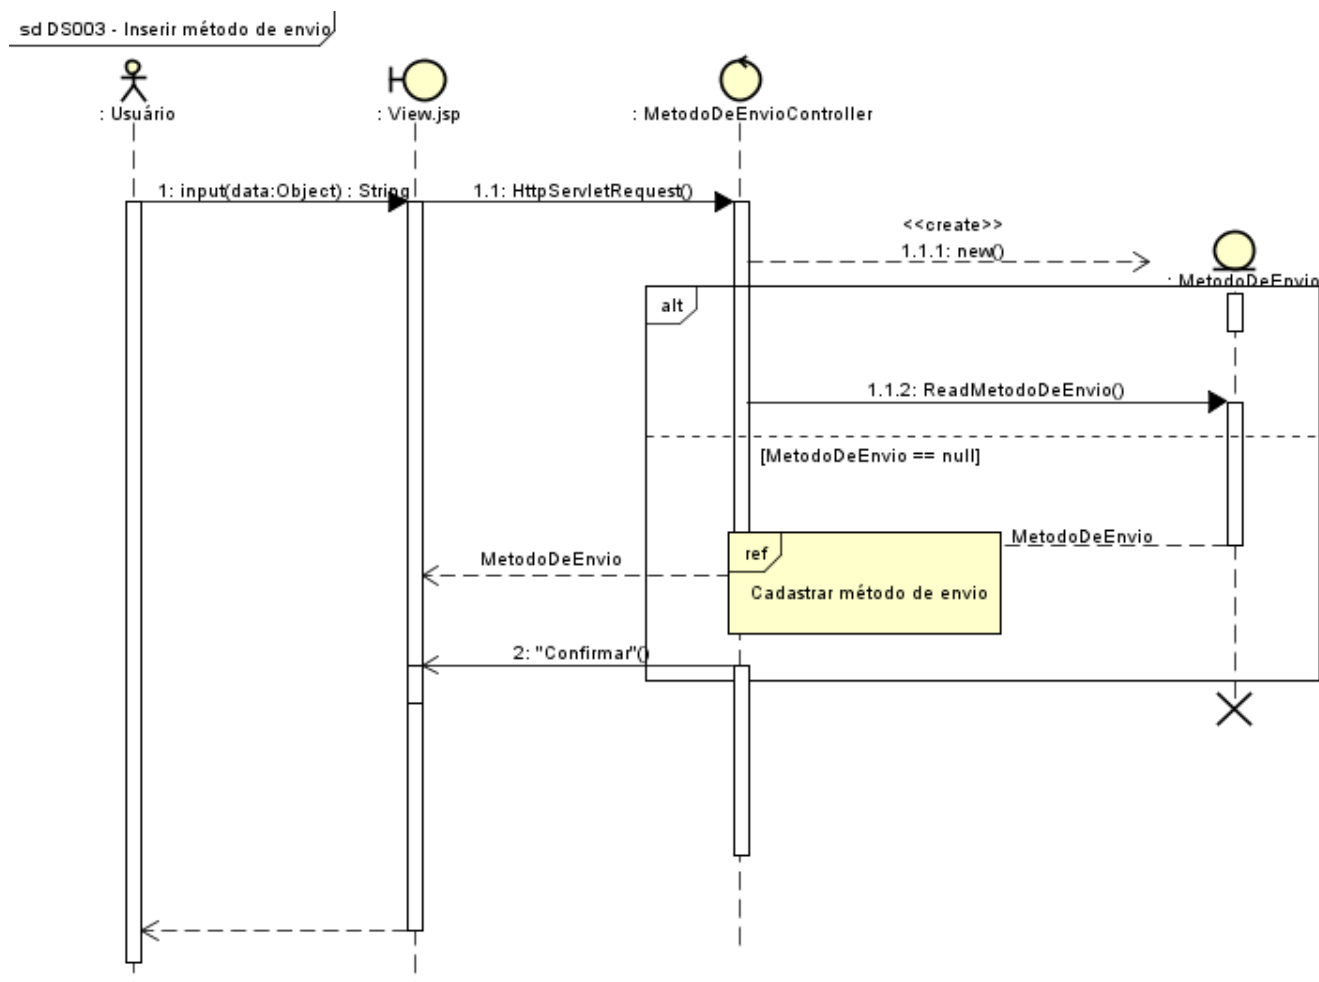 sd DS003 - Inserir método de envio
: Usuário
: View.jsp
: MetodoDeEnvioController
1: input(data:Object) : String
1.1: HttpServletRequest()
<<create>>
1.1.1: new()
: MetodoDeEnvio
alt
1.1.2: ReadMetodoDeEnvio()
[MetodoDeEnvio == null]
MetodoDeEnvio
ref
MetodoDeEnvio
Cadastrar método de envio
2: "Confirmar"()